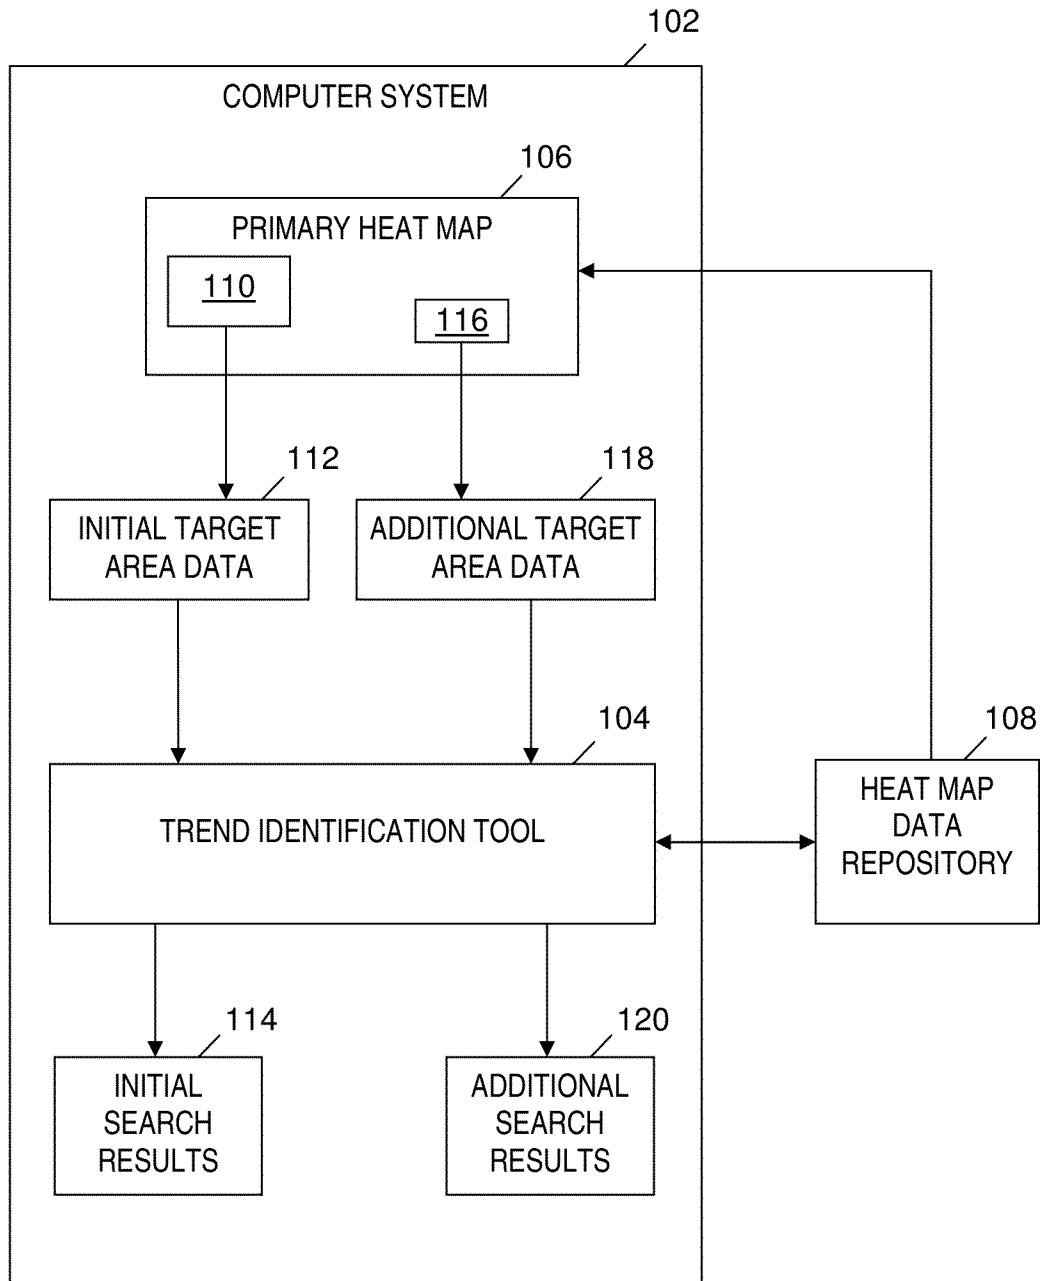 102
COMPUTER SYSTEM
106
PRIMARY HEAT MAP
110
116
112
118
INITIAL TARGET
AREA DATA
ADDITIONAL TARGET
AREA DATA
104
108
TREND IDENTIFICATION TOOL
HEAT MAP
DATA
REPOSITORY
114
120
INITIAL
SEARCH
RESULTS
ADDITIONAL
SEARCH
RESULTS